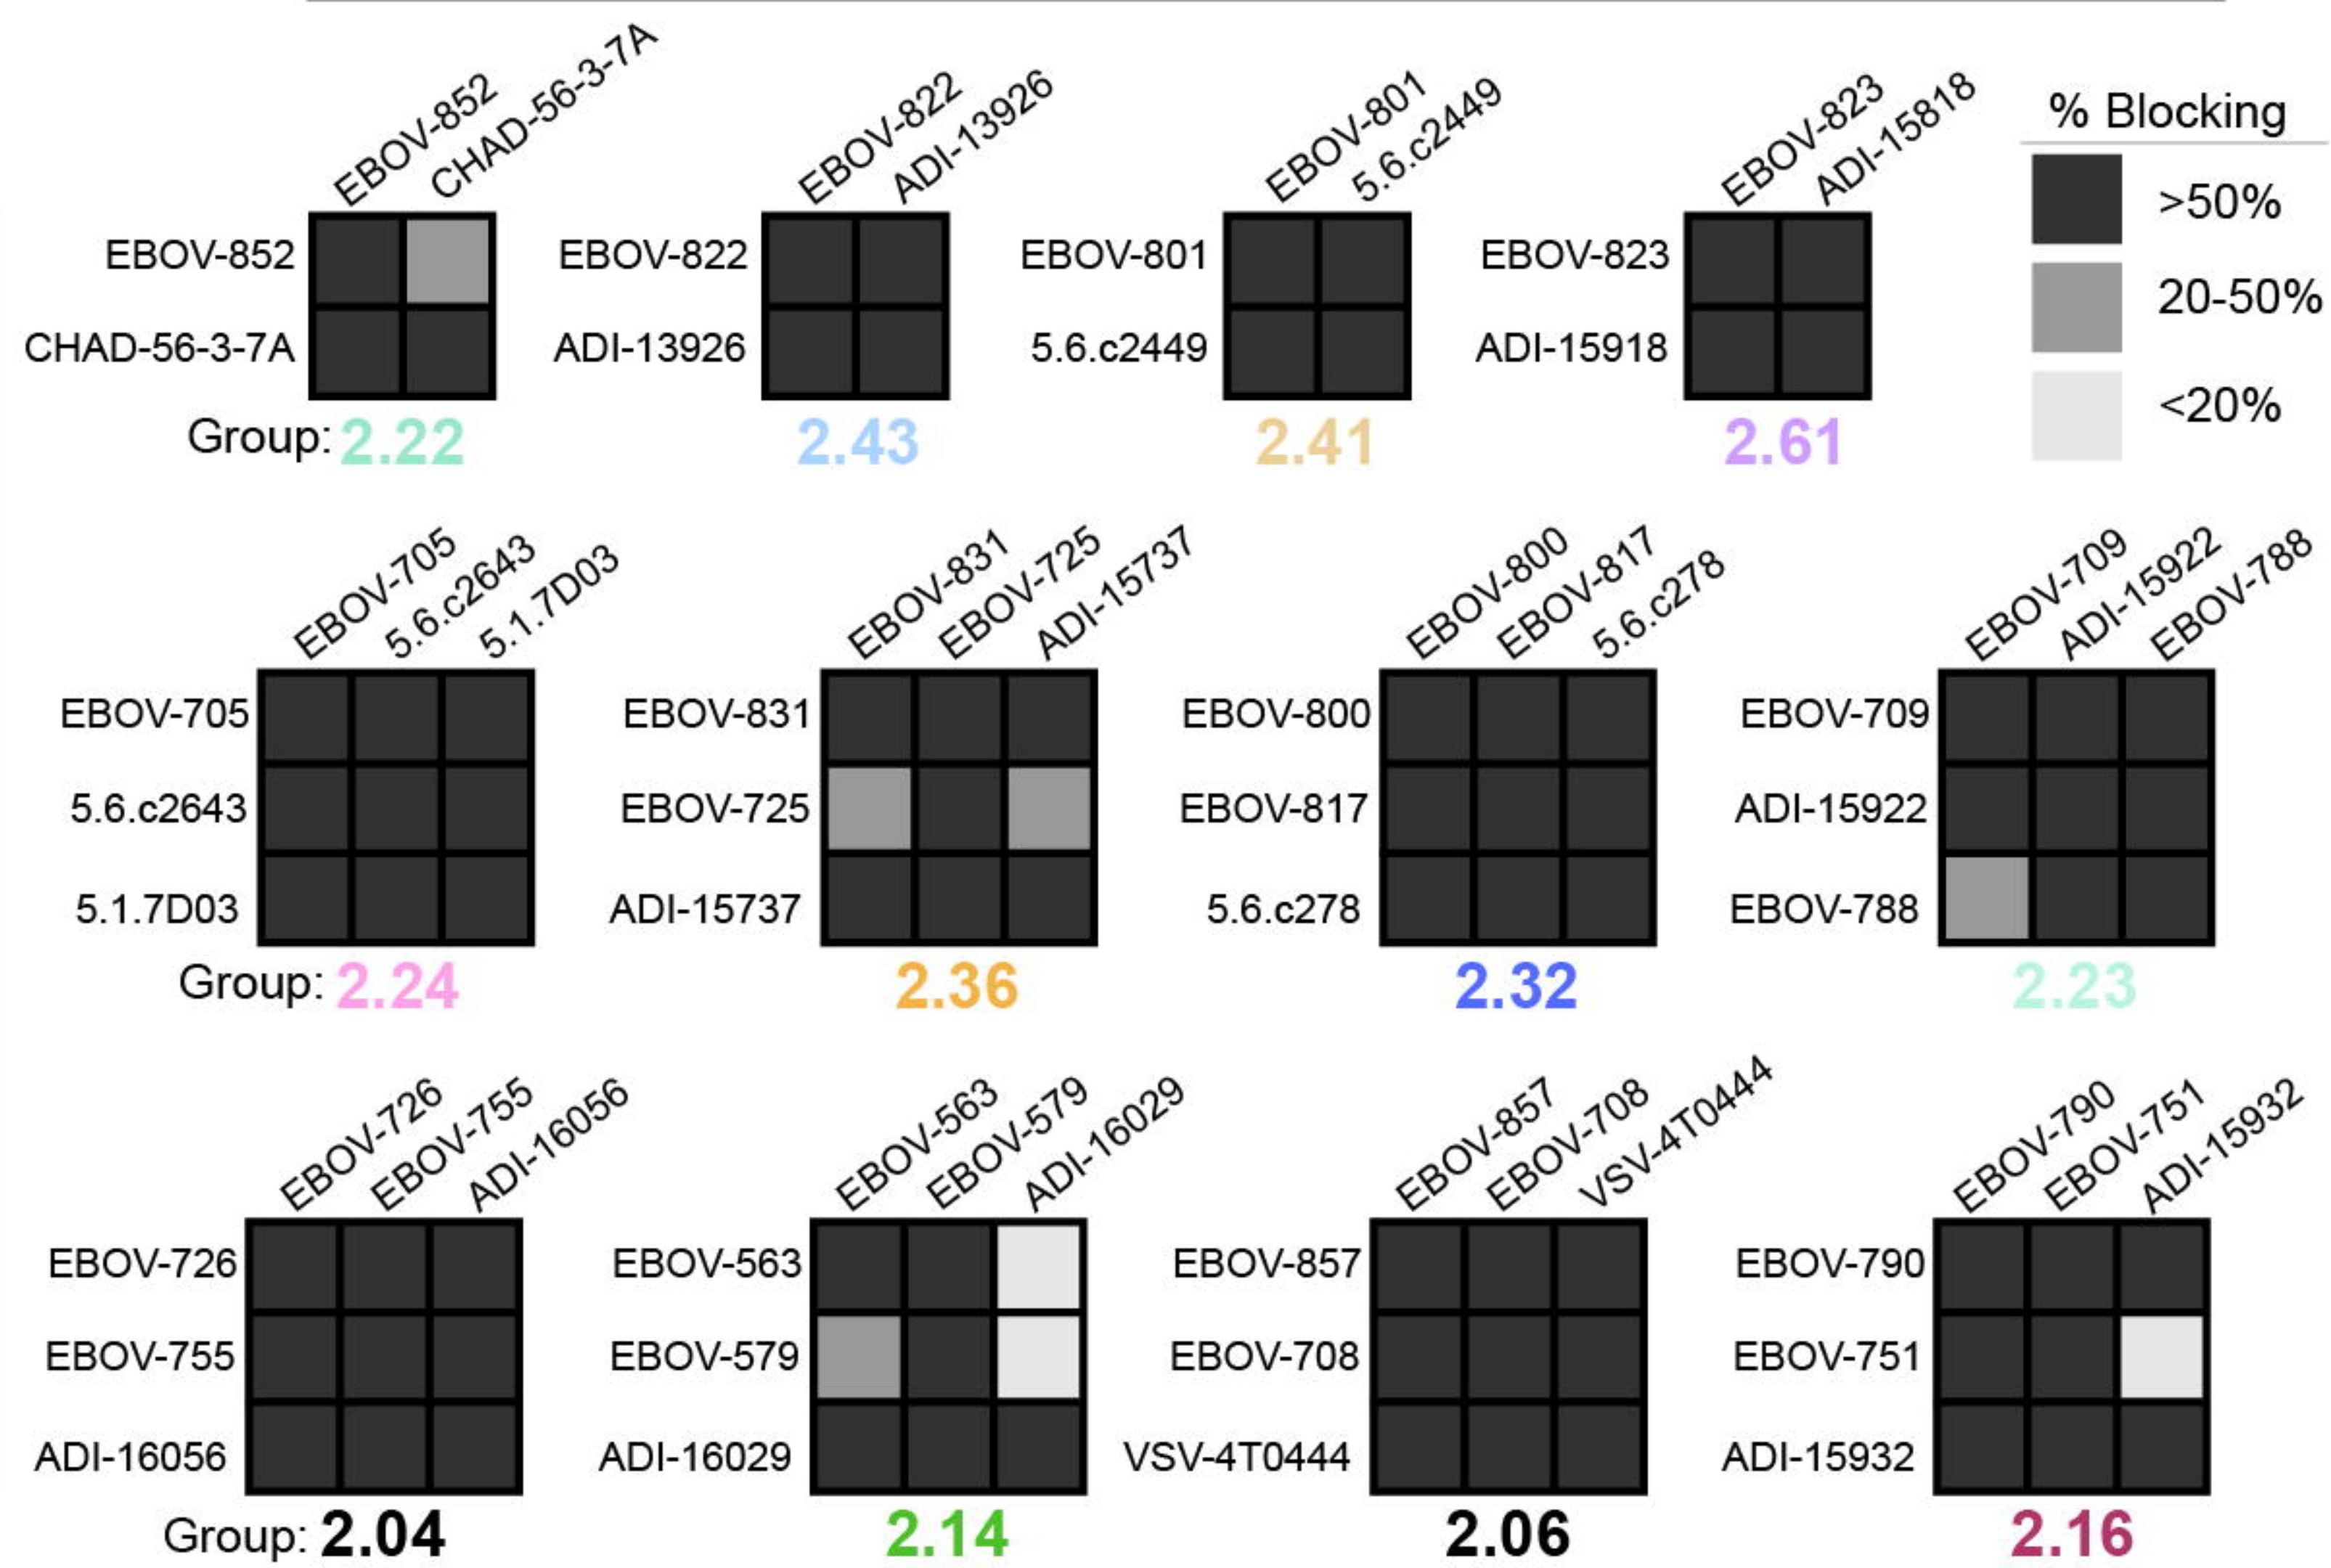 EBOV-852 CHAD-56-3-7A EBOV-822 ADI-13926 EBOV-801 5.6.c2449 EBOV-823 ADI-15818
% Blocking
>50%
20-50%
<20%
EBOV-852 EBOV-822 EBOV-801 EBOV-823
CHAD-56-3-7A ADI-13926 5.6.c2449 ADI-15918
Group: 2.22 2.43 2.41 2.61
EBOV-705 5.6.c2643 5.1.7D03 EBOV-831 EBOV-725 ADI-15737 EBOV-800 EBOV-817 5.6.c278 EBOV-709 ADI-15922 EBOV-788
EBOV-705 EBOV-831 EBOV-800 EBOV-709
5.6.c2643 EBOV-725 EBOV-817 ADI-15922
5.1.7D03 ADI-15737 5.6.c278 EBOV-788
Group: 2.24 2.36 2.32 2.23
EBOV-726 EBOV-755 ADI-16056 EBOV-563 EBOV-579 ADI-16029 EBOV-857 EBOV-708 VSV-4T0444 EBOV-790 EBOV-751 ADI-15932
EBOV-726 EBOV-563 EBOV-857 EBOV-790
EBOV-755 EBOV-579 EBOV-708 EBOV-751
ADI-16056 ADI-16029 VSV-4T0444 ADI-15932
Group: 2.04 2.14 2.06 2.16